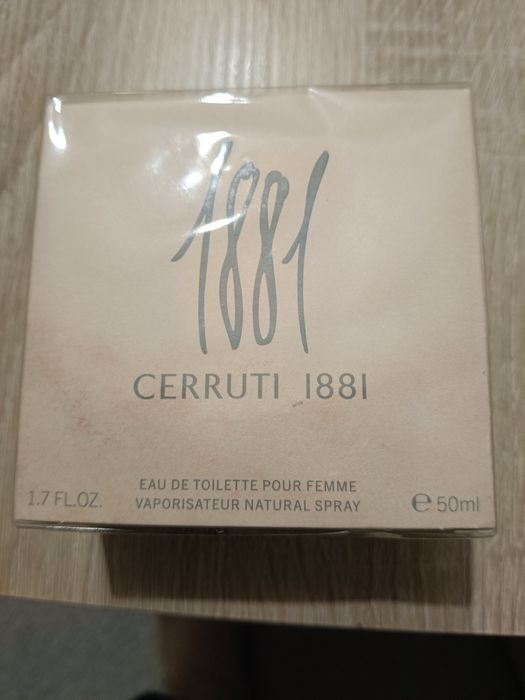 1881
CERRUTI 1881
EAU DE TOILETTE POUR FEMME
1.7 FL.OZ. VAPORISATEUR NATURAL SPRAY ℮ 50ml